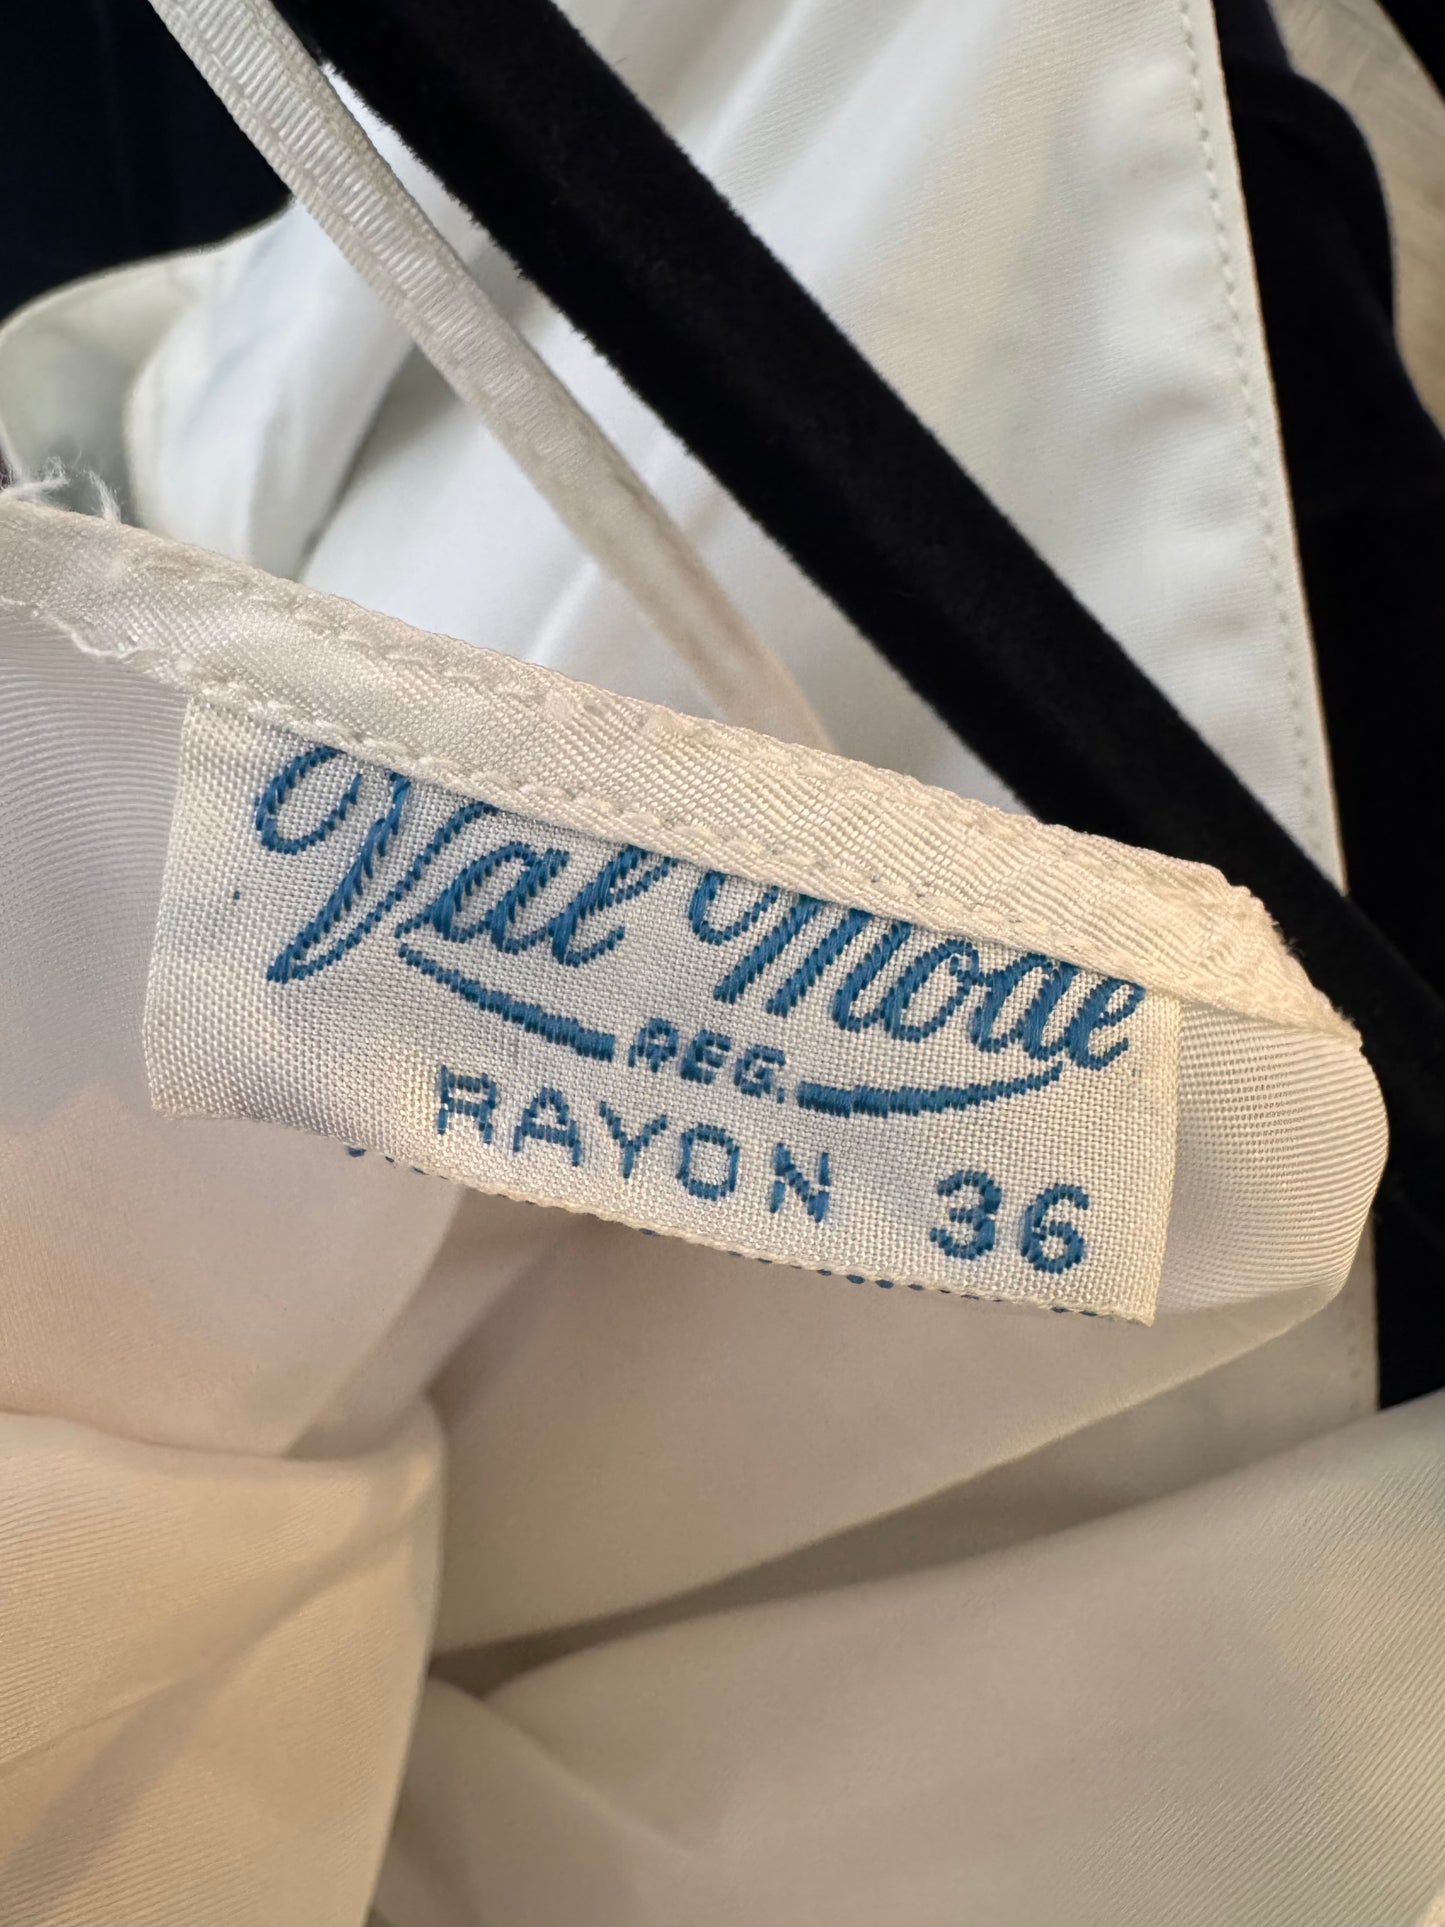 Val Mode
REG.
RAYON 36